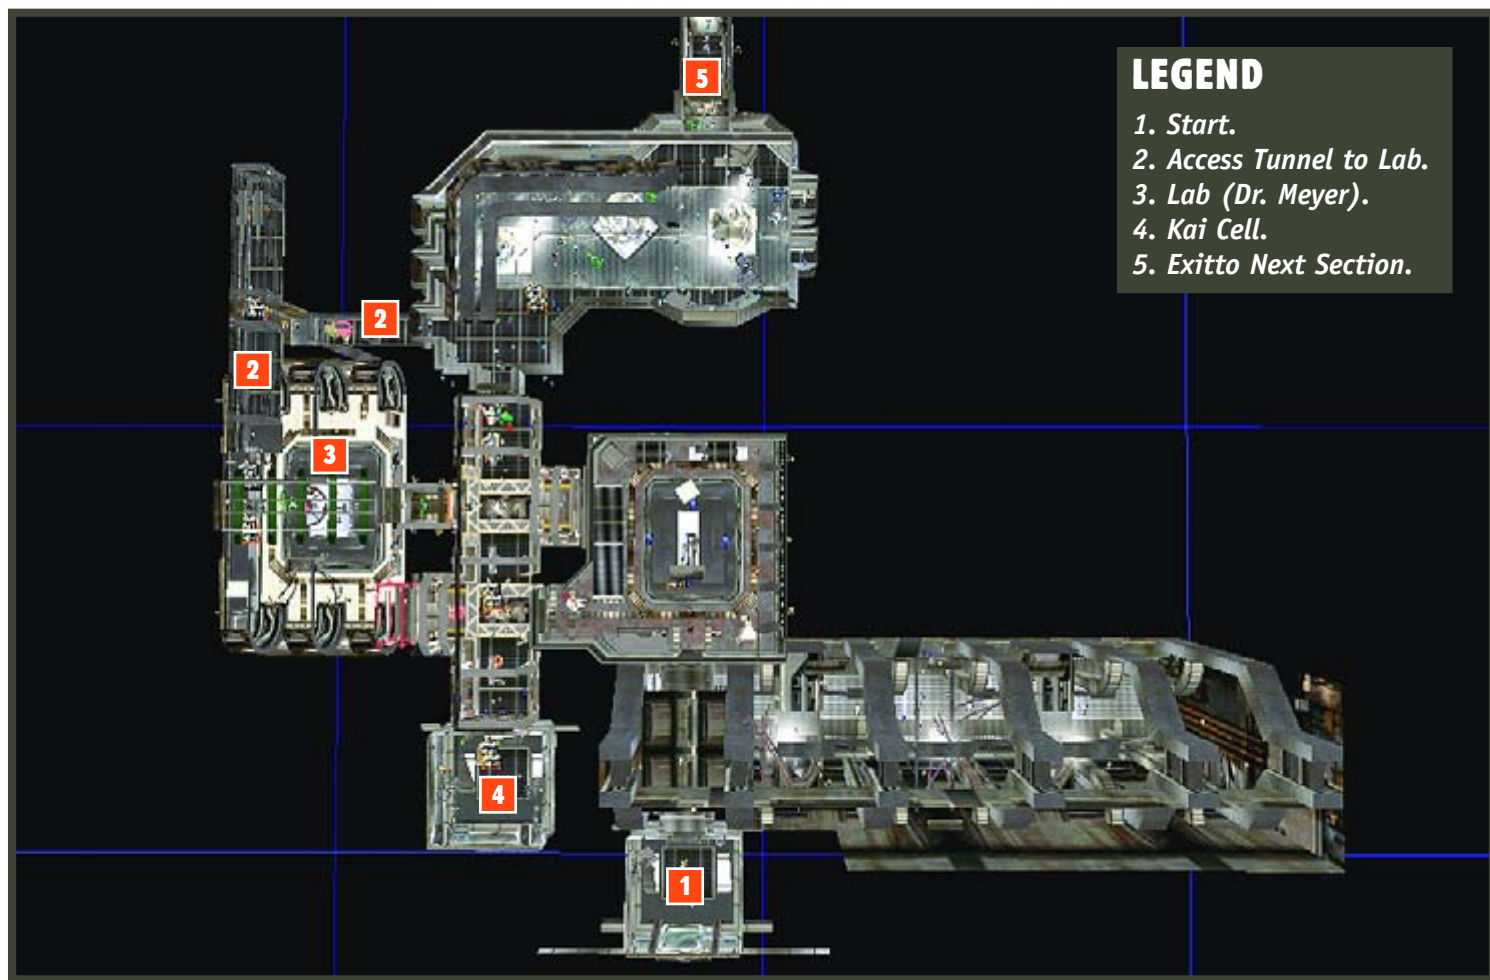 5
LEGEND
1. Start.
2. Access Tunnel to Lab.
3. Lab (Dr. Meyer).
4. Kai Cell.
5. Exitto Next Section.
2
2
3
4
1